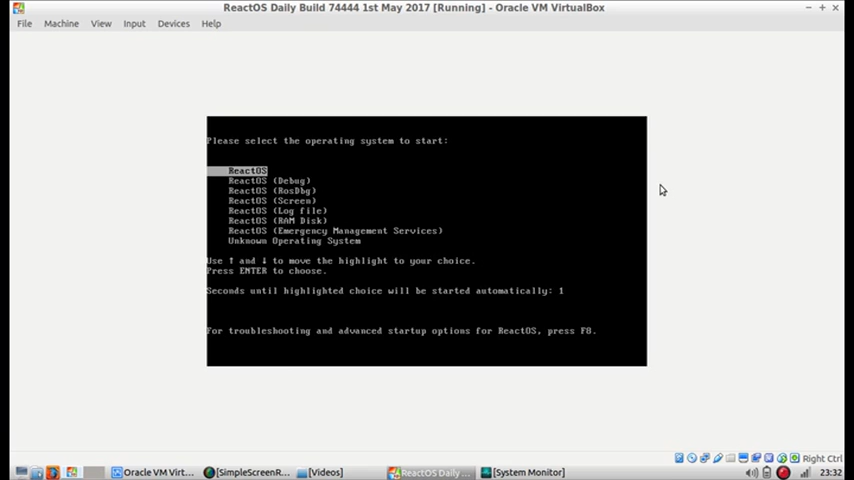 ReactOS Daily Build 74444 1st May 2017 [Running] - Oracle VM VirtualBox
File Machine View Input Devices Help
Please select the operating system to start:
ReactOS
ReactOS (Debug)
ReactOS (RosDbg)
ReactOS (Screen)
ReactOS (Log file)
ReactOS (RAM Disk)
ReactOS (Emergency Management Services)
Unknown Operating System
Use ↑ and ↓ to move the highlight to your choice.
Press ENTER to choose.
Seconds until highlighted choice will be started automatically: 1
For troubleshooting and advanced startup options for ReactOS, press F8.
Right Ctrl
Oracle VM Virt... [SimpleScreenR... [Videos] ReactOS Daily ... [System Monitor] 23:32